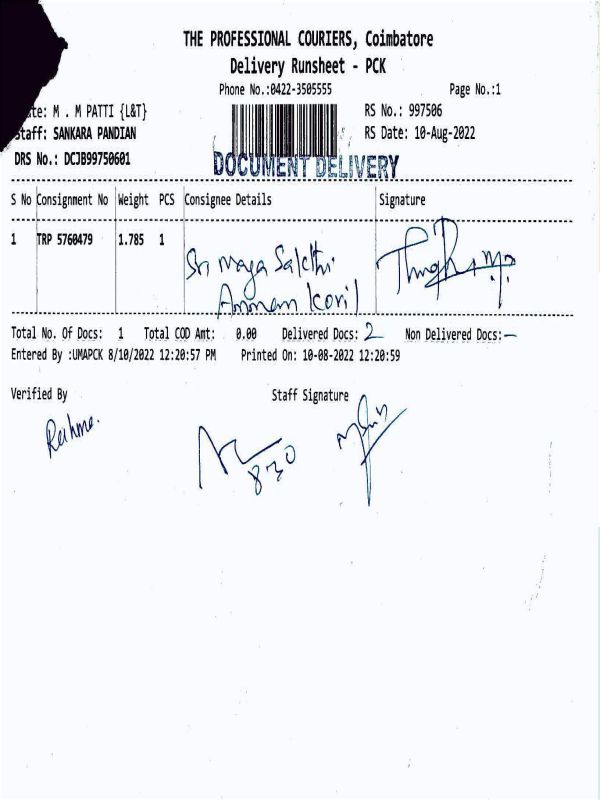 THE PROFESSIONAL COURIERS, Coimbatore
Delivery Runsheet - PCK
Phone No.:0422-3505555 Page No.:1
te: M . M PATTI {L&T} RS No.: 997506
Staff: SANKARA PANDIAN RS Date: 10-Aug-2022
DRS No.: DCJB99750601 DOCUMENT DELIVERY
S No Consignment No Weight PCS Consignee Details Signature
1 TRP 5760479 1.785 1 Sri Naga Sakthi
Amman Kovil
Total No. Of Docs: 1 Total COD Amt: 0.00 Delivered Docs: 2 Non Delivered Docs: -
Entered By :UMAPCK 8/10/2022 12:20:57 PM Printed On: 10-08-2022 12:20:59
Verified By Staff Signature
830